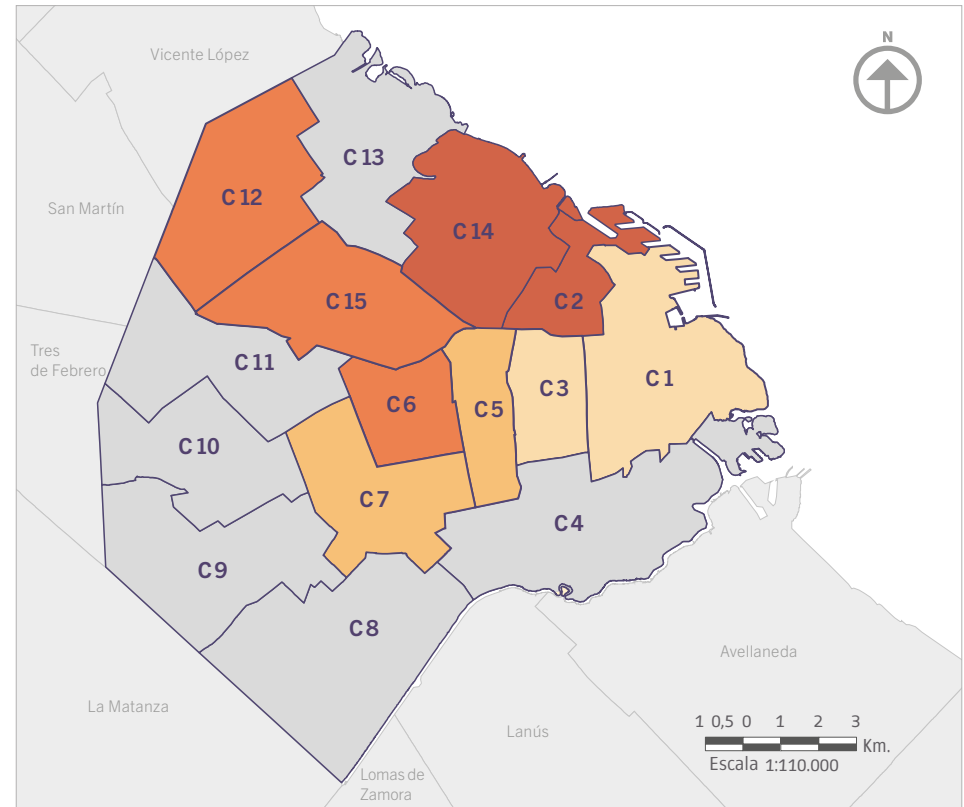 N
Vicente López
C 13
C 12
San Martín
C 14
C 15
C 2
Tres
de Febrero
C 11
C 1
C 3
C 6
C 5
C 10
C 7
C 4
C 9
C 8
Avellaneda
La Matanza
Lanús
1 0,5 0 1 2 3
Km.
Escala 1:110.000
Lomas de
Zamora